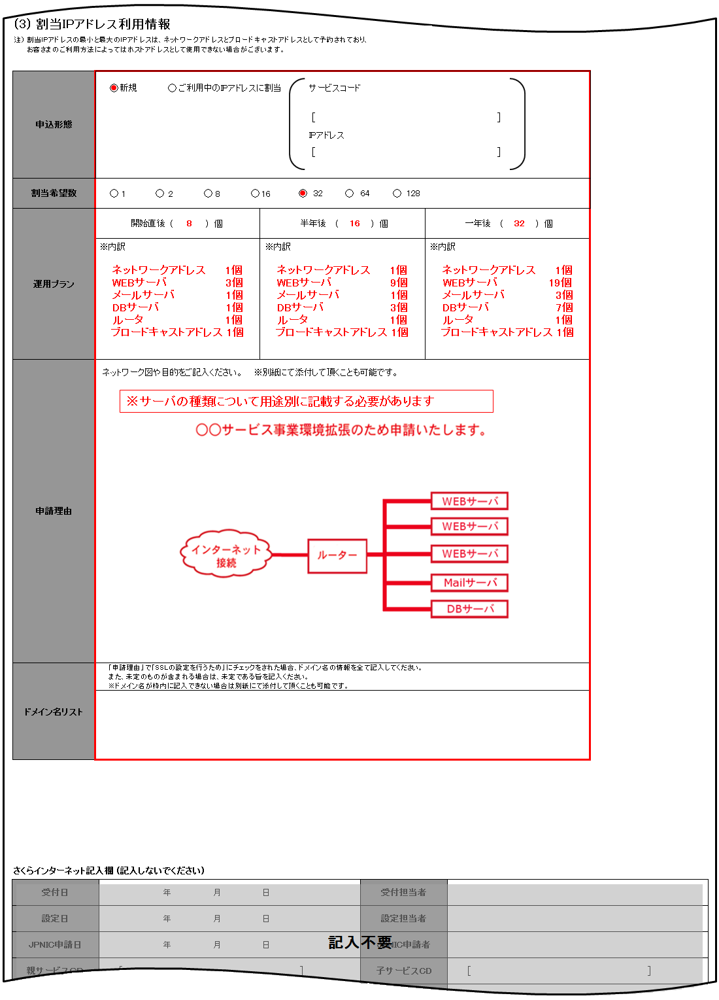 (3) 割当IPアドレス利用情報
注) 割当IPアドレスの最小と最大のIPアドレスは、ネットワークアドレスとブロードキャストアドレスとして予約されており、
お客さまのご利用方法によってはホストアドレスとして使用できない場合がございます。
申込形態
新規 ご利用中のIPアドレスに割当 サービスコード
[ ]
IPアドレス
[ ]
割当希望数 1 2 8 16 32 64 128
運用プラン
開始直後 ( 8 ) 個 半年後 ( 16 ) 個 一年後 ( 32 ) 個
※内訳 ※内訳 ※内訳
ネットワークアドレス 1個 ネットワークアドレス 1個 ネットワークアドレス 1個
WEBサーバ 3個 WEBサーバ 9個 WEBサーバ 19個
メールサーバ 1個 メールサーバ 1個 メールサーバ 3個
DBサーバ 1個 DBサーバ 3個 DBサーバ 7個
ルータ 1個 ルータ 1個 ルータ 1個
ブロードキャストアドレス 1個 ブロードキャストアドレス 1個 ブロードキャストアドレス 1個
申請理由
ネットワーク図や目的をご記入ください。 ※別紙にて添付して頂くことも可能です。
※サーバの種類について用途別に記載する必要があります
〇〇サービス事業環境拡張のため申請いたします。
インターネット
接続
ルーター
WEBサーバ
WEBサーバ
WEBサーバ
Mailサーバ
DBサーバ
ドメイン名リスト
「申請理由」で「SSLの設定を行うため」にチェックをされた場合、ドメイン名の情報を全て記入してください。
また、未定のものが含まれる場合は、未定である旨を記入ください。
※ドメイン名が枠内に記入できない場合は別紙にて添付して頂くことも可能です。
さくらインターネット記入欄 (記入しないでください)
受付日 年 月 日 受付担当者
設定日 年 月 日 設定担当者
JPNIC申請日 年 月 日 JPNIC申請者
記入不要
親サービスCD [ ] 子サービスCD [ ]